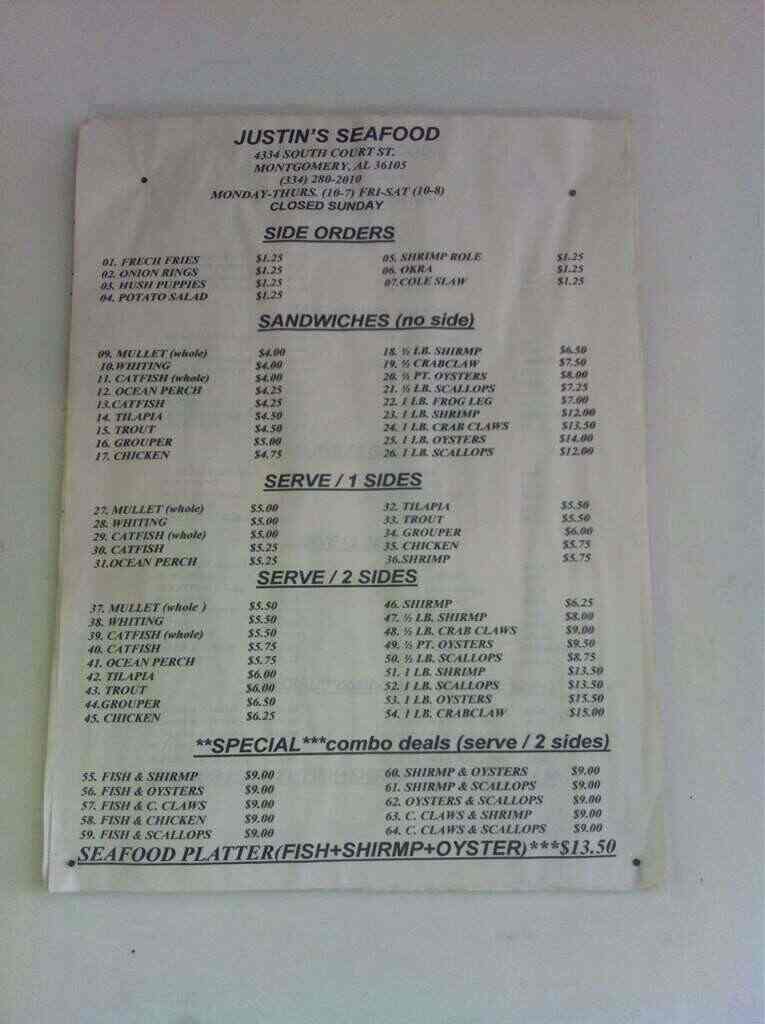 JUSTIN'S SEAFOOD
4334 SOUTH COURT ST.
MONTGOMERY, AL 36105
(334) 280-2010
MONDAY-THURS. (10-7) FRI-SAT (10-8)
CLOSED SUNDAY
SIDE ORDERS
01. FRECH FRIES $1.25 05. SHRIMP ROLE $1.25
02. ONION RINGS $1.25 06. OKRA $1.25
03. HUSH PUPPIES $1.25 07. COLE SLAW $1.25
04. POTATO SALAD $1.25
SANDWICHES (no side)
09. MULLET (whole) $4.00 18. ½ LB. SHIRMP $6.50
10. WHITING $4.00 19. ½ CRABCLAW $7.50
11. CATFISH (whole) $4.00 20. ½ PT. OYSTERS $8.00
12. OCEAN PERCH $4.25 21. ½ LB. SCALLOPS $7.25
13. CATFISH $4.25 22. 1 LB. FROG LEG $7.00
14. TILAPIA $4.50 23. 1 LB. SHRIMP $12.00
15. TROUT $4.50 24. 1 LB. CRAB CLAWS $13.50
16. GROUPER $5.00 25. 1 LB. OYSTERS $14.00
17. CHICKEN $4.75 26. 1 LB. SCALLOPS $12.00
SERVE / 1 SIDES
27. MULLET (whole) $5.00 32. TILAPIA $5.50
28. WHITING $5.00 33. TROUT $5.50
29. CATFISH (whole) $5.00 34. GROUPER $6.00
30. CATFISH $5.25 35. CHICKEN $5.75
31. OCEAN PERCH $5.25 36. SHRIMP $5.75
SERVE / 2 SIDES
37. MULLET (whole ) $5.50 46. SHIRMP $6.25
38. WHITING $5.50 47. ½ LB. SHIRMP $8.00
39. CATFISH (whole) $5.50 48. ½ LB. CRAB CLAWS $9.00
40. CATFISH $5.75 49. ½ PT. OYSTERS $9.50
41. OCEAN PERCH $5.75 50. ½ LB. SCALLOPS $8.75
42. TILAPIA $6.00 51. 1 LB. SHRIMP $13.50
43. TROUT $6.00 52. 1 LB. SCALLOPS $13.50
44. GROUPER $6.50 53. 1 LB. OYSTERS $15.50
45. CHICKEN $6.25 54. 1 LB. CRABCLAW $15.00
**SPECIAL***combo deals (serve / 2 sides)
55. FISH & SHIRMP $9.00 60. SHIRMP & OYSTERS $9.00
56. FISH & OYSTERS $9.00 61. SHIRMP & SCALLOPS $9.00
57. FISH & C. CLAWS $9.00 62. OYSTERS & SCALLOPS $9.00
58. FISH & CHICKEN $9.00 63. C. CLAWS & SHRIMP $9.00
59. FISH & SCALLOPS $9.00 64. C. CLAWS & SCALLOPS $9.00
SEAFOOD PLATTER(FISH+SHIRMP+OYSTER)***$13.50